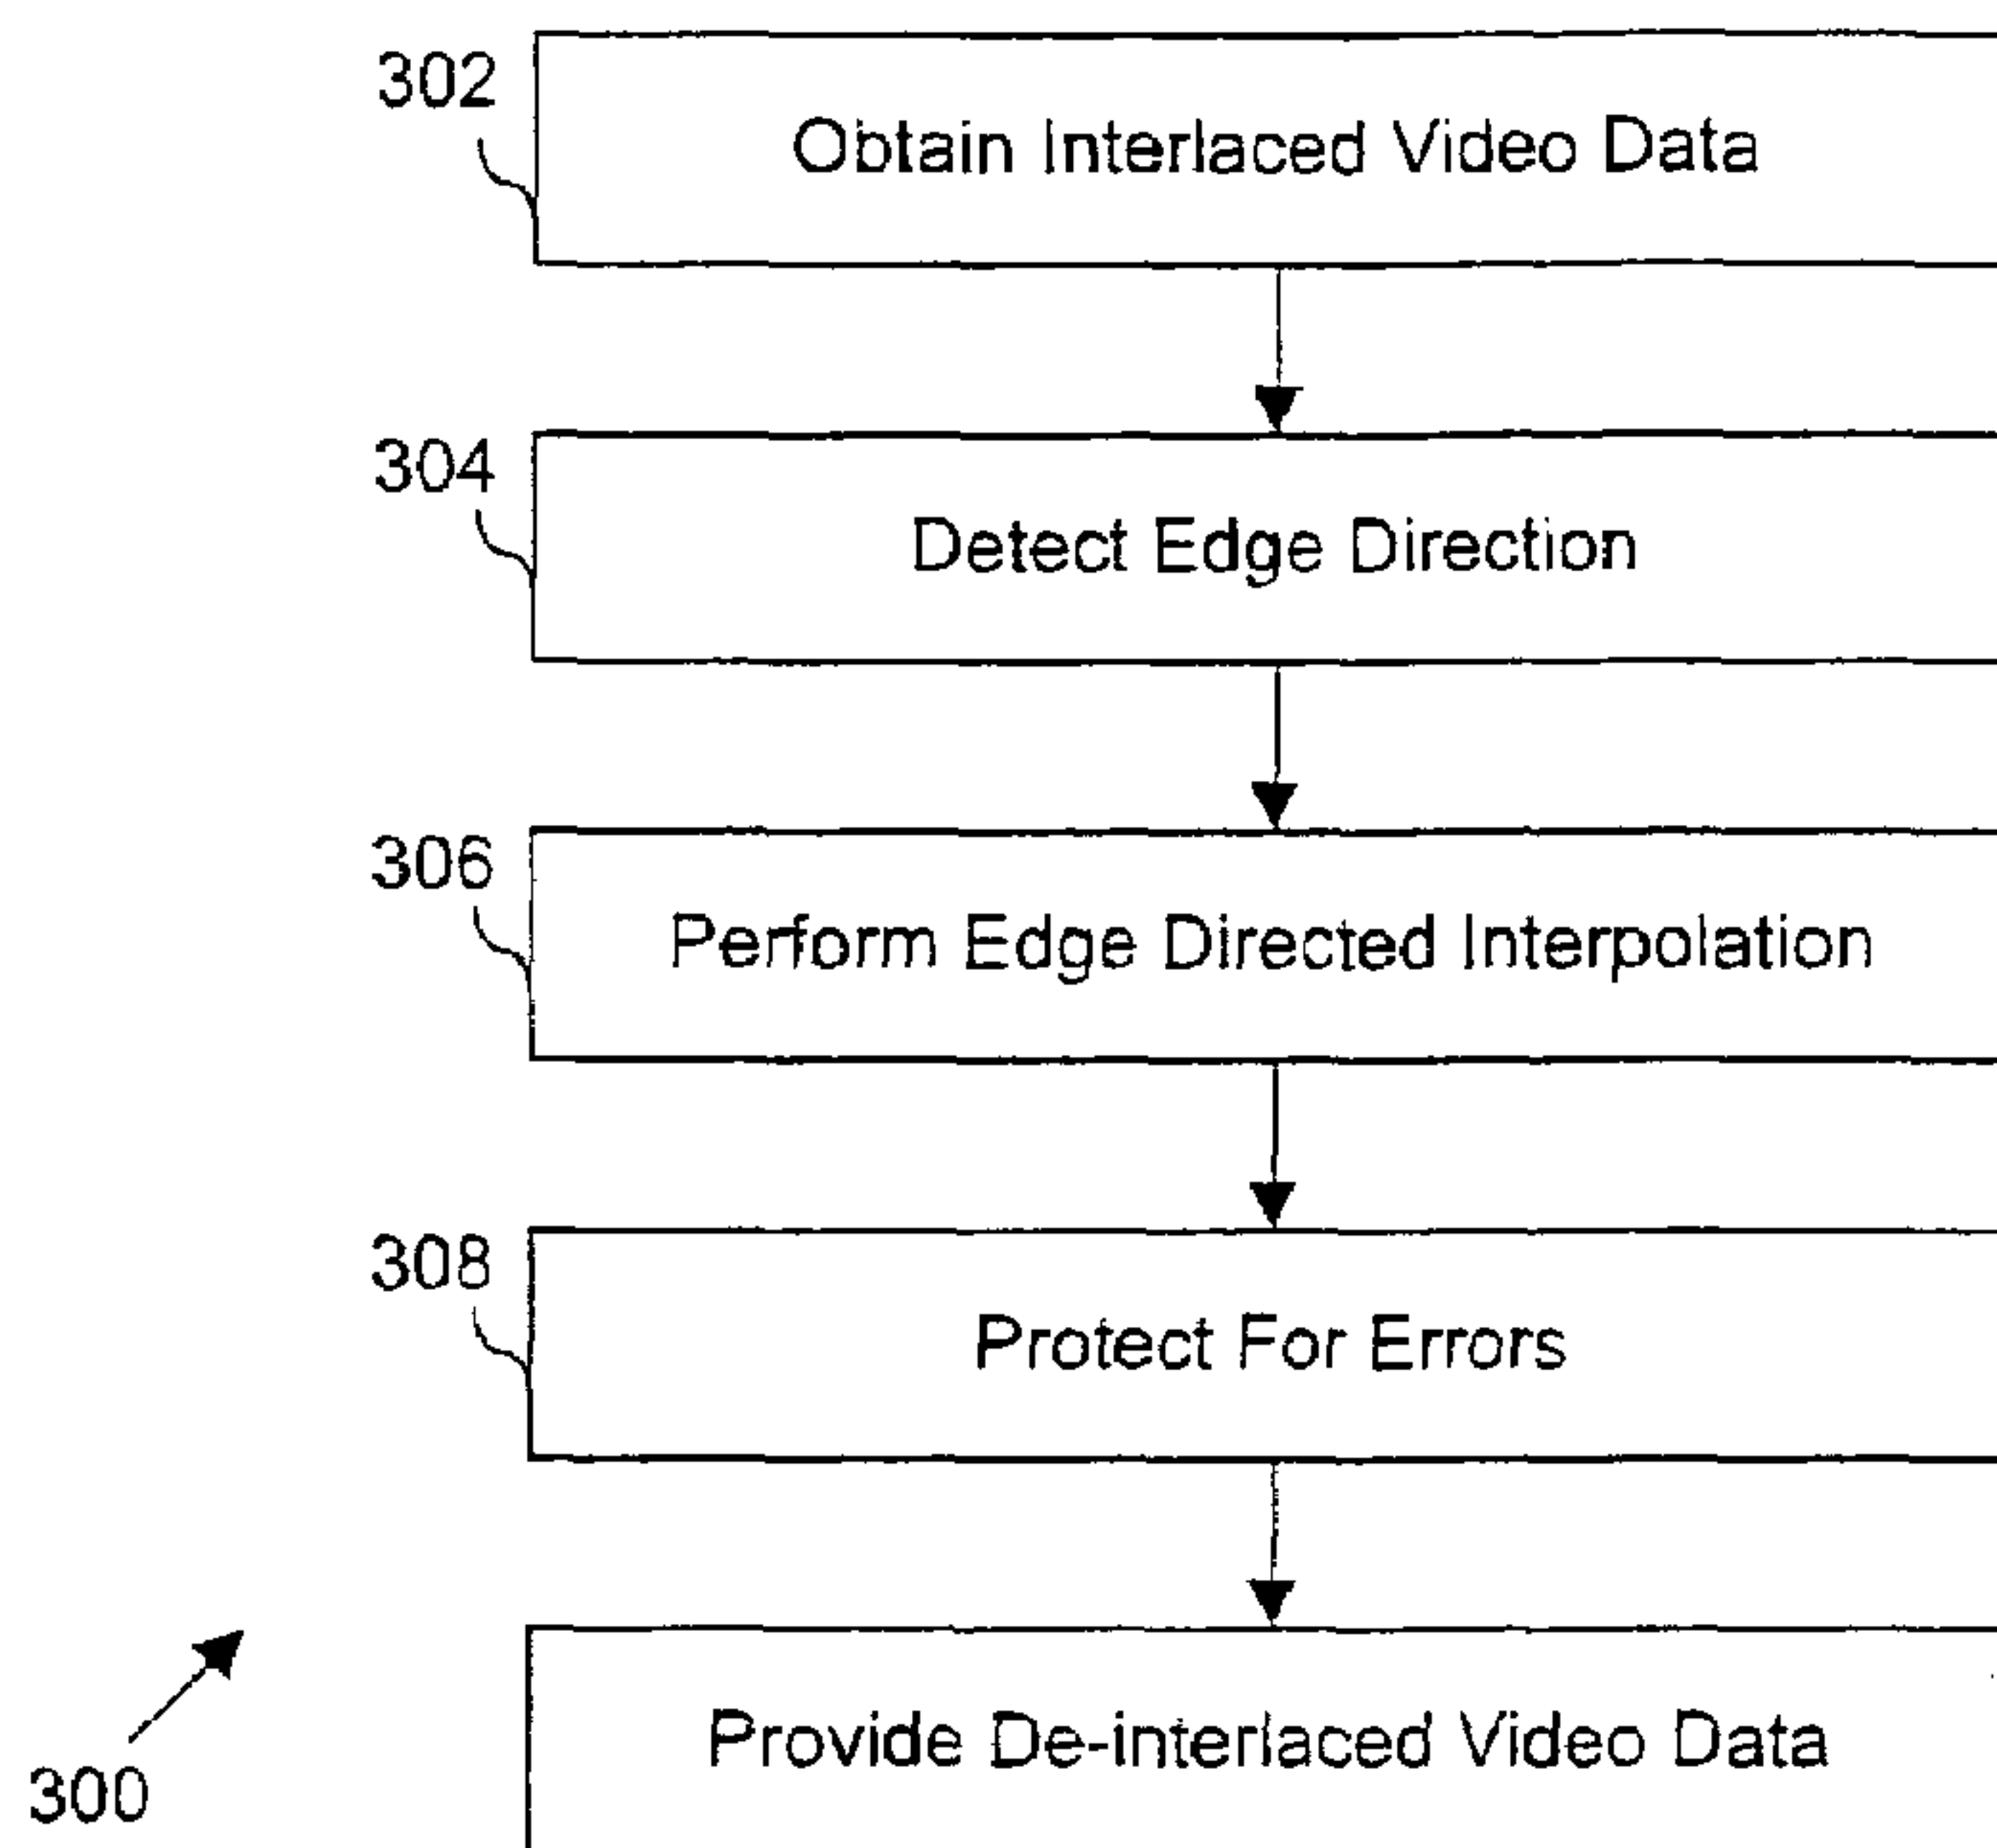 302
Obtain Interlaced Video Data
304
Detect Edge Direction
306
Perform Edge Directed Interpolation
308
Protect For Errors
Provide De-interlaced Video Data
300